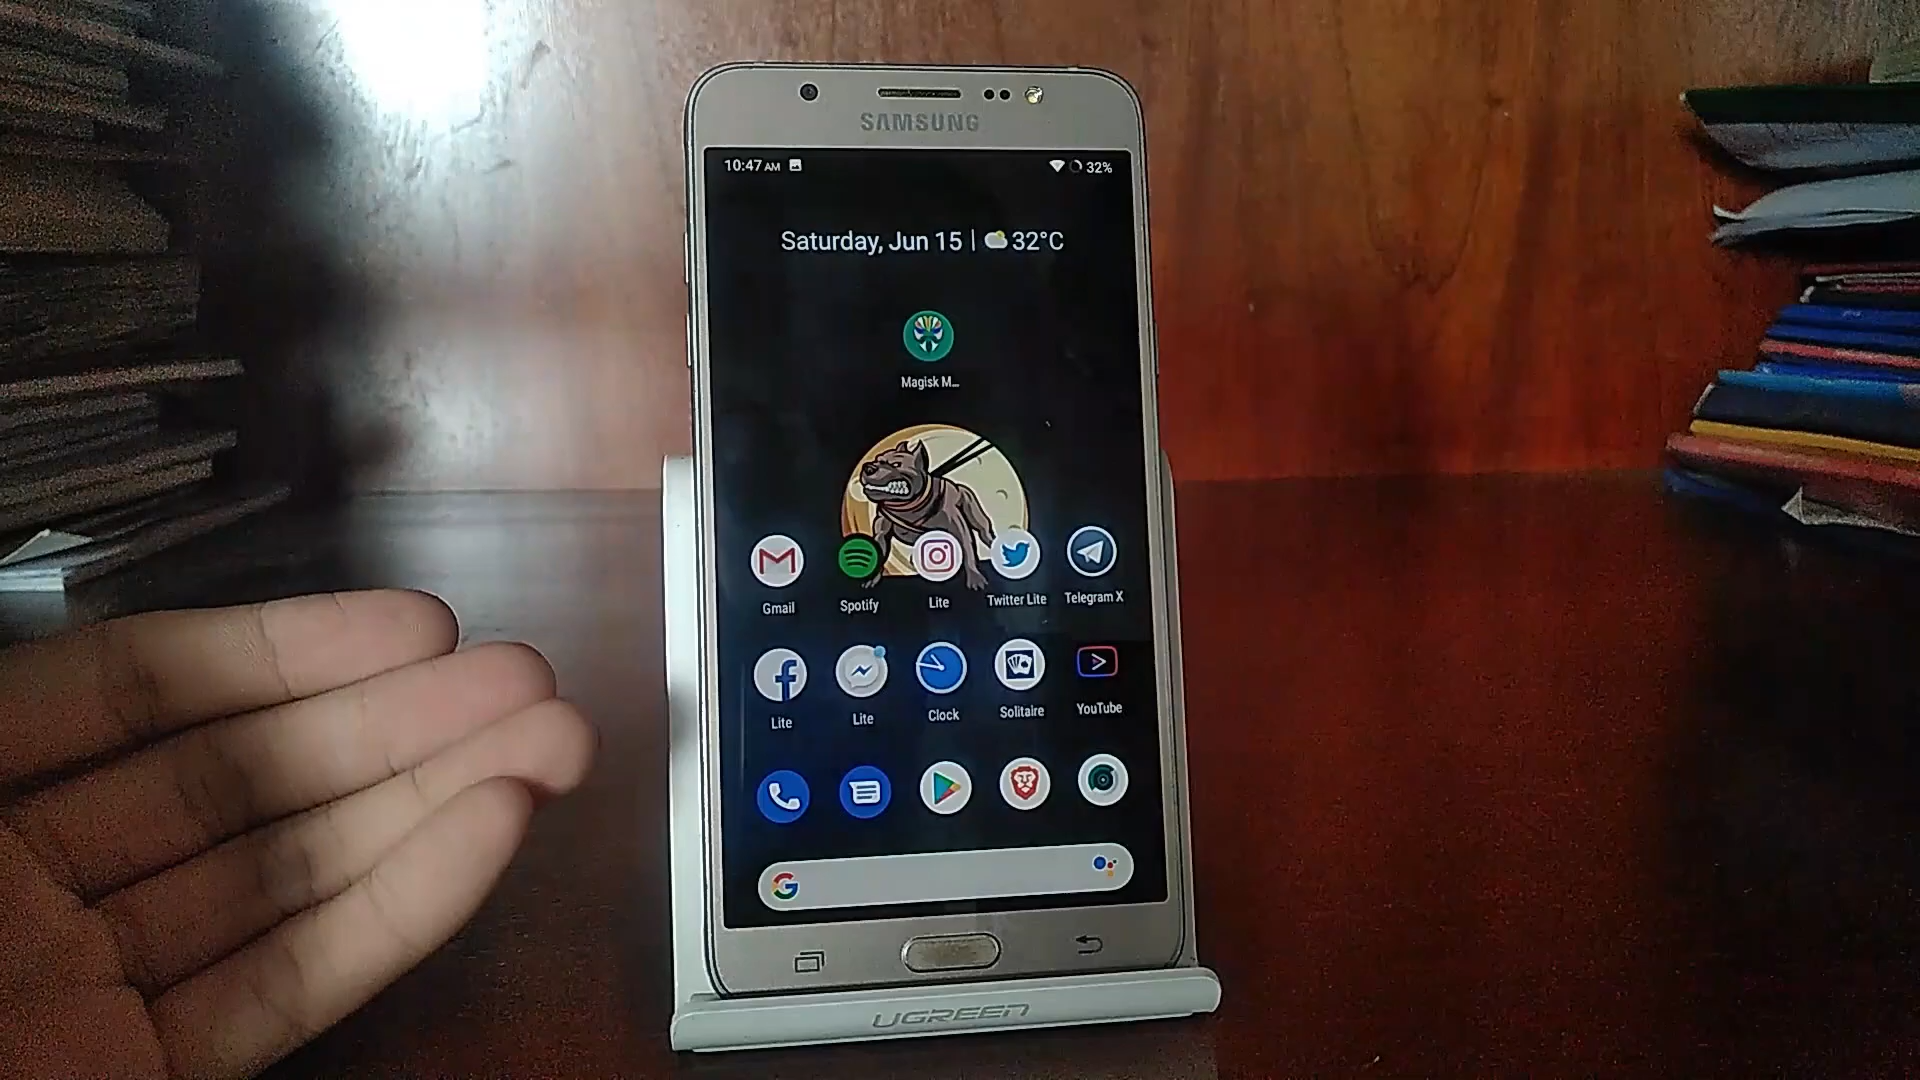 SAMSUNG
10:47 AM
32%
Saturday, Jun 15 | 32°C
Magisk M...
Gmail
Spotify
Lite
Twitter Lite
Telegram X
Lite
Lite
Clock
Solitaire
YouTube
UGREEN